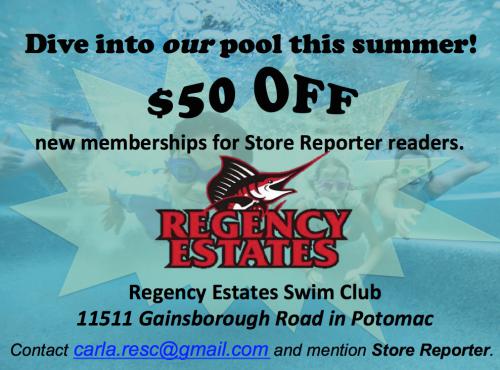 Dive into our pool this summer!
$50 OFF
new memberships for Store Reporter readers.
REGENCY
ESTATES
Regency Estates Swim Club
11511 Gainsborough Road in Potomac
Contact carla.resc@gmail.com and mention Store Reporter.